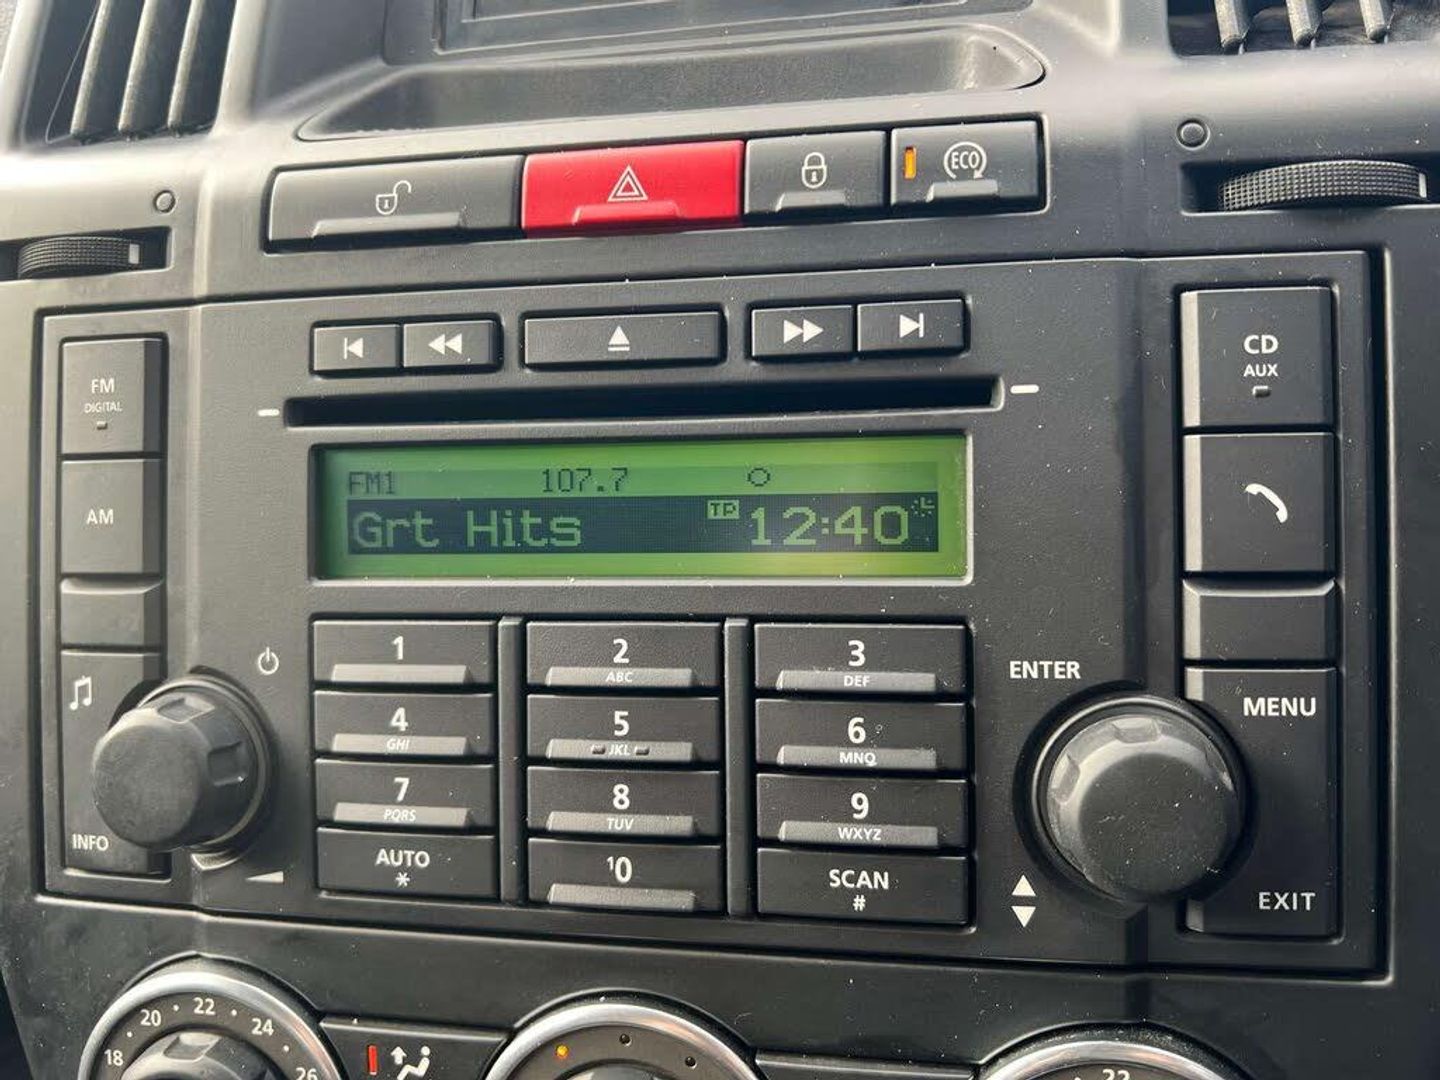 ECO
FM
DIGITAL
CD
AUX
AM
FM1 107.7
Grt Hits TP 12:40
1
2
ABC
3
DEF
4
GHI
5
JKL
6
MNO
7
PQRS
8
TUV
9
WXYZ
AUTO
*
10
SCAN
#
INFO
ENTER
MENU
EXIT
18 20 22 24 26
22